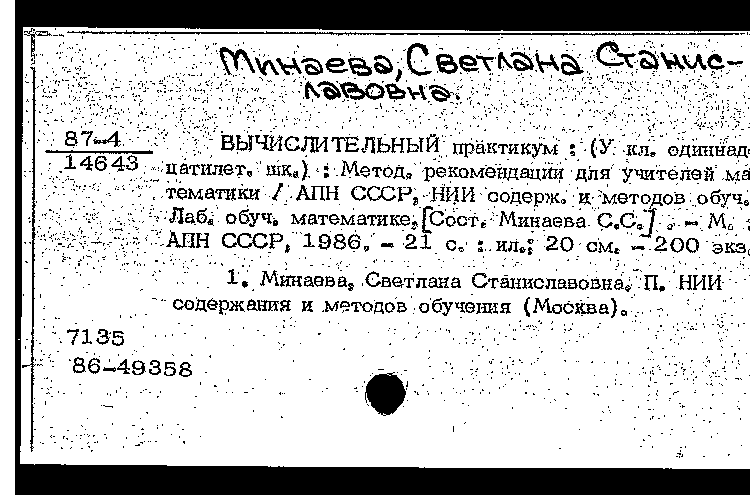 Минаева, Светлана Станис-
лавовна.
87-4
14643
ВЫЧИСЛИТЕЛЬНЫЙ практикум : (У кл. одиннад
цатилет. шк.) : Метод. рекомендации для учителей ма
тематики / АПН СССР, НИИ содерж. и методов обуч.
Лаб. обуч. математике, [Сост. Минаева С.С.] . - М. :
АПН СССР, 1986. - 21 с. : ил.; 20 см. - 200 экз.
1. Минаева, Светлана Станиславовна. П. НИИ
содержания и методов обучения (Москва).
7135
86-49358